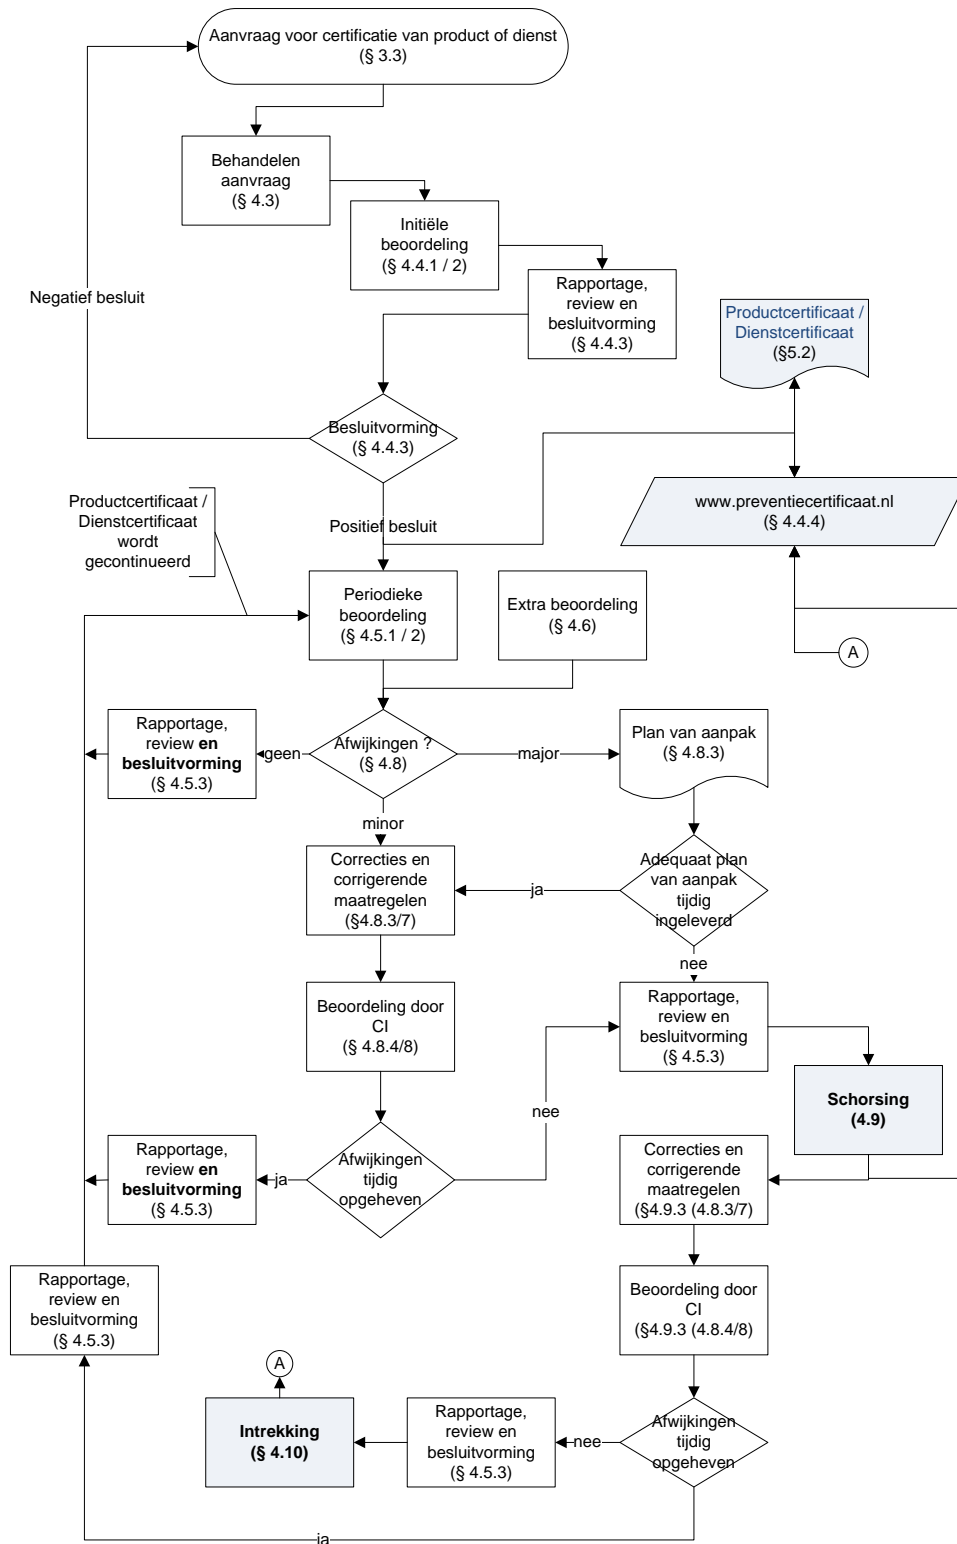 Aanvraag voor certificatie van product of dienst
(§ 3.3)
Behandelen
aanvraag
(§ 4.3)
Initiële
beoordeling
(§ 4.4.1 / 2)
Negatief besluit
Rapportage,
review en
besluitvorming
(§ 4.4.3)
Productcertificaat /
Dienstcertificaat
(§5.2)
Besluitvorming
(§ 4.4.3)
Productcertificaat /
Dienstcertificaat
wordt
gecontinueerd
Positief besluit
www.preventiecertificaat.nl
(§ 4.4.4)
Periodieke
beoordeling
(§ 4.5.1 / 2)
Extra beoordeling
(§ 4.6)
A
Rapportage,
review en
besluitvorming
(§ 4.5.3)
geen
Afwijkingen ?
(§ 4.8)
major
Plan van aanpak
(§ 4.8.3)
minor
Correcties en
corrigerende
maatregelen
(§4.8.3/7)
ja
Adequaat plan
van aanpak
tijdig
ingeleverd
nee
Beoordeling door
CI
(§ 4.8.4/8)
Rapportage,
review en
besluitvorming
(§ 4.5.3)
nee
Schorsing
(4.9)
Rapportage,
review en
besluitvorming
(§ 4.5.3)
ja
Afwijkingen
tijdig
opgeheven
Correcties en
corrigerende
maatregelen
(§4.9.3 (4.8.3/7)
Rapportage,
review en
besluitvorming
(§ 4.5.3)
Beoordeling door
CI
(§4.9.3 (4.8.4/8)
A
Intrekking
(§ 4.10)
Rapportage,
review en
besluitvorming
(§ 4.5.3)
nee
Afwijkingen
tijdig
opgeheven
ja